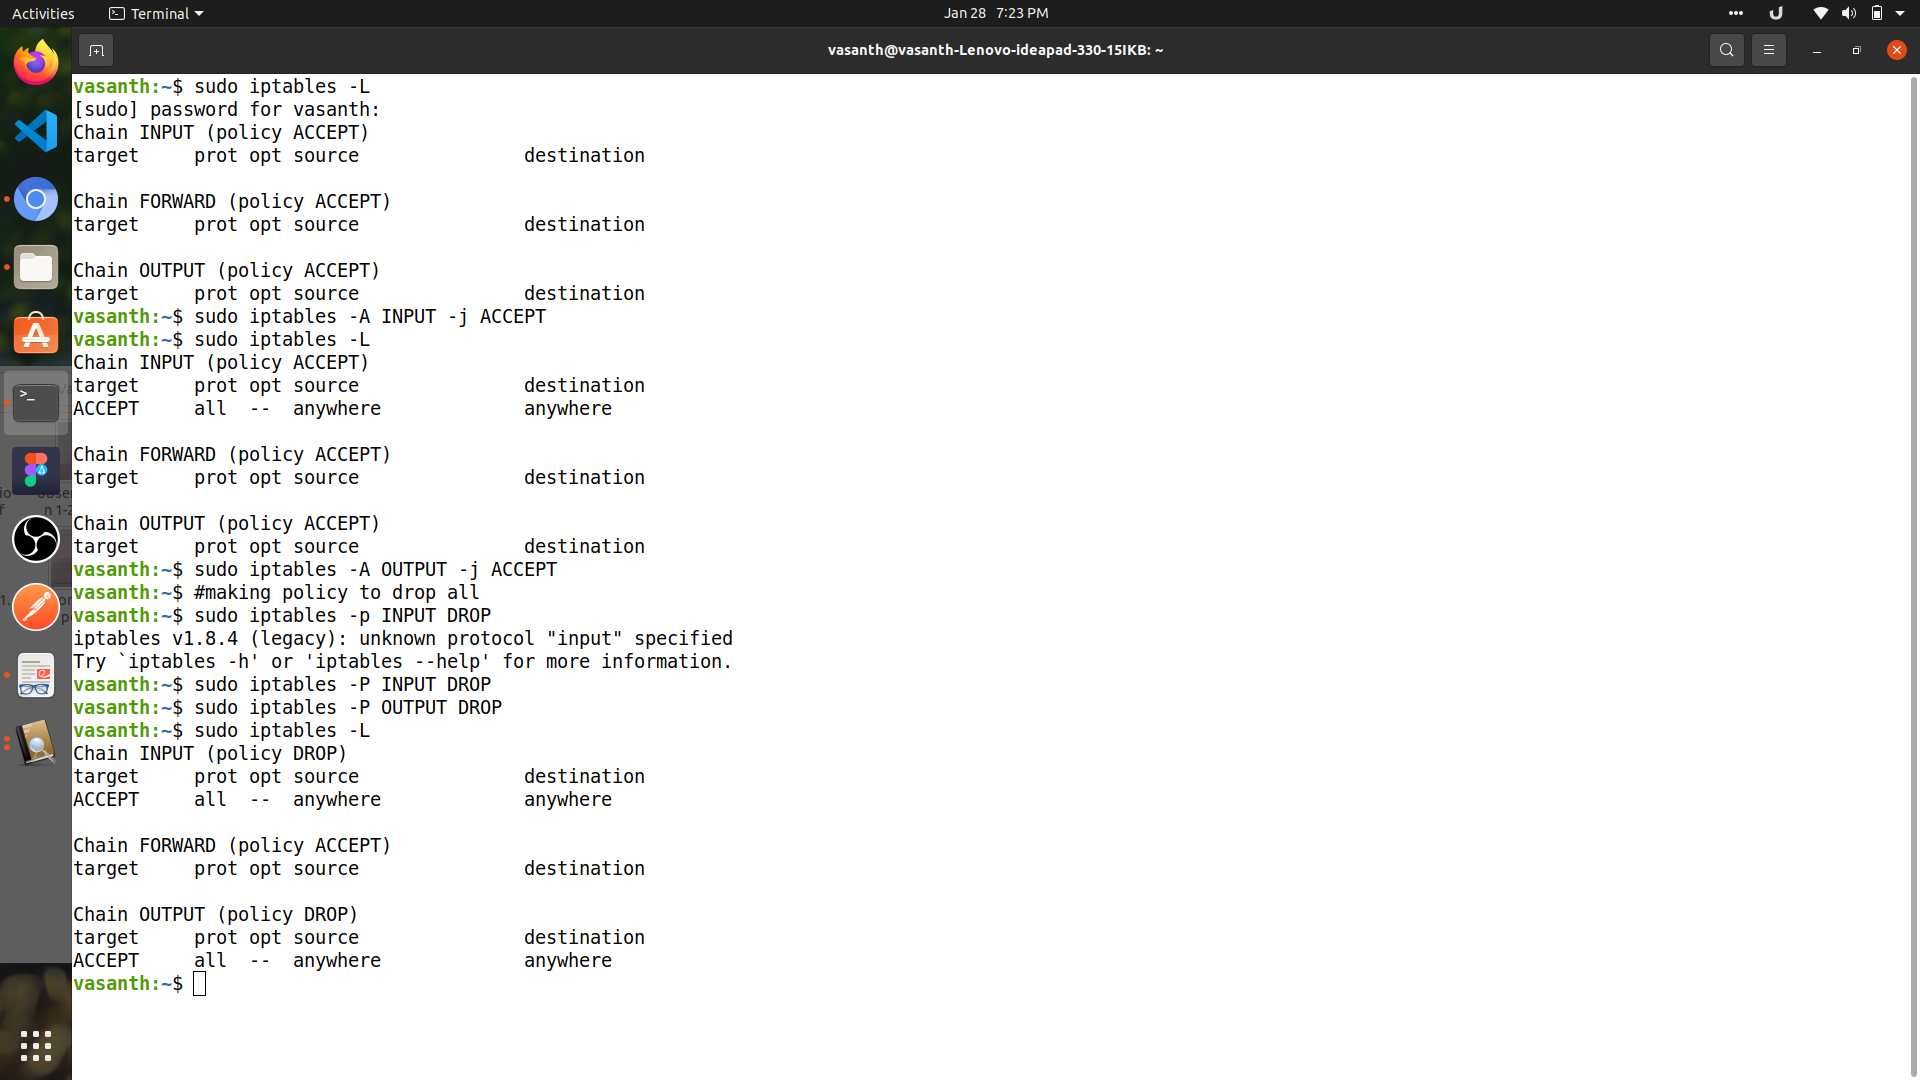 Activities
Terminal
Jan 28 7:23 PM
vasanth@vasanth-Lenovo-ideapad-330-15IKB: ~
vasanth:~$ sudo iptables -L
[sudo] password for vasanth:
Chain INPUT (policy ACCEPT)
target     prot opt source               destination
Chain FORWARD (policy ACCEPT)
target     prot opt source               destination
Chain OUTPUT (policy ACCEPT)
target     prot opt source               destination
vasanth:~$ sudo iptables -A INPUT -j ACCEPT
vasanth:~$ sudo iptables -L
Chain INPUT (policy ACCEPT)
target     prot opt source               destination
ACCEPT     all  --  anywhere             anywhere
Chain FORWARD (policy ACCEPT)
target     prot opt source               destination
Chain OUTPUT (policy ACCEPT)
target     prot opt source               destination
vasanth:~$ sudo iptables -A OUTPUT -j ACCEPT
vasanth:~$ #making policy to drop all
vasanth:~$ sudo iptables -p INPUT DROP
iptables v1.8.4 (legacy): unknown protocol "input" specified
Try `iptables -h' or 'iptables --help' for more information.
vasanth:~$ sudo iptables -P INPUT DROP
vasanth:~$ sudo iptables -P OUTPUT DROP
vasanth:~$ sudo iptables -L
Chain INPUT (policy DROP)
target     prot opt source               destination
ACCEPT     all  --  anywhere             anywhere
Chain FORWARD (policy ACCEPT)
target     prot opt source               destination
Chain OUTPUT (policy DROP)
target     prot opt source               destination
ACCEPT     all  --  anywhere             anywhere
vasanth:~$